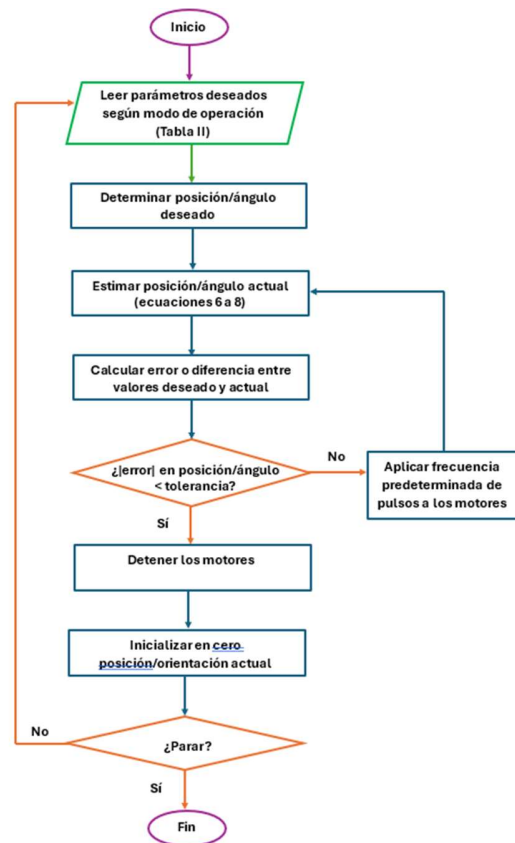 Inicio
Leer parámetros deseados
según modo de operación
(Tabla II)
Determinar posición/ángulo
deseado
Estimar posición/ángulo actual
(ecuaciones 6 a 8)
Calcular error o diferencia entre
valores deseado y actual
¿|error| en posición/ángulo
< tolerancia?
No
Aplicar frecuencia
predeterminada de
pulsos a los motores
Sí
Detener los motores
Inicializar en cero
posición/orientación actual
¿Parar?
No
Sí
Fin